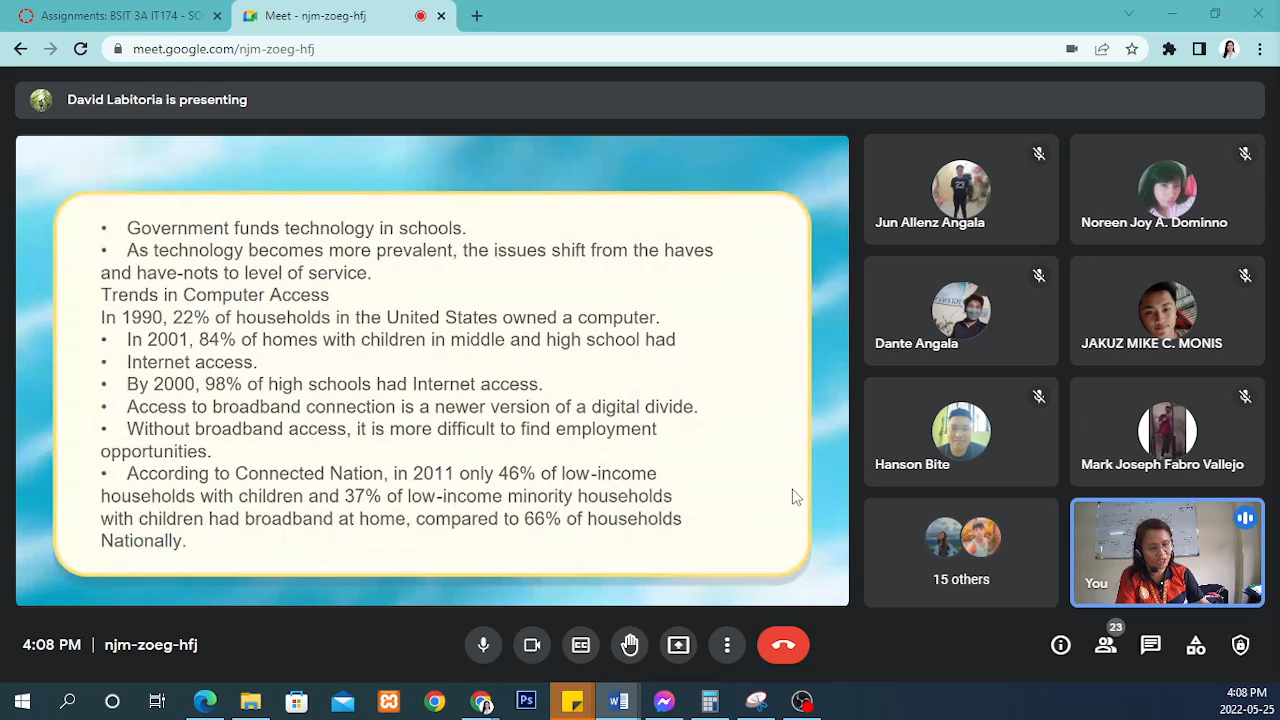 Assignments: BSIT 3A IT174 - SO
Meet - njm-zoeg-hfj
meet.google.com/njm-zoeg-hfj
David Labitoria is presenting
• Government funds technology in schools.
• As technology becomes more prevalent, the issues shift from the haves
and have-nots to level of service.
Trends in Computer Access
In 1990, 22% of households in the United States owned a computer.
• In 2001, 84% of homes with children in middle and high school had
• Internet access.
• By 2000, 98% of high schools had Internet access.
• Access to broadband connection is a newer version of a digital divide.
• Without broadband access, it is more difficult to find employment
opportunities.
• According to Connected Nation, in 2011 only 46% of low-income
households with children and 37% of low-income minority households
with children had broadband at home, compared to 66% of households
Nationally.
23
Jun Allenz Angala
Noreen Joy A. Dominno
Dante Angala
JAKUZ MIKE C. MONIS
Hanson Bite
Mark Joseph Fabro Vallejo
15 others
You
4:08 PM | njm-zoeg-hfj
23
Ps
4:08 PM
2022-05-25